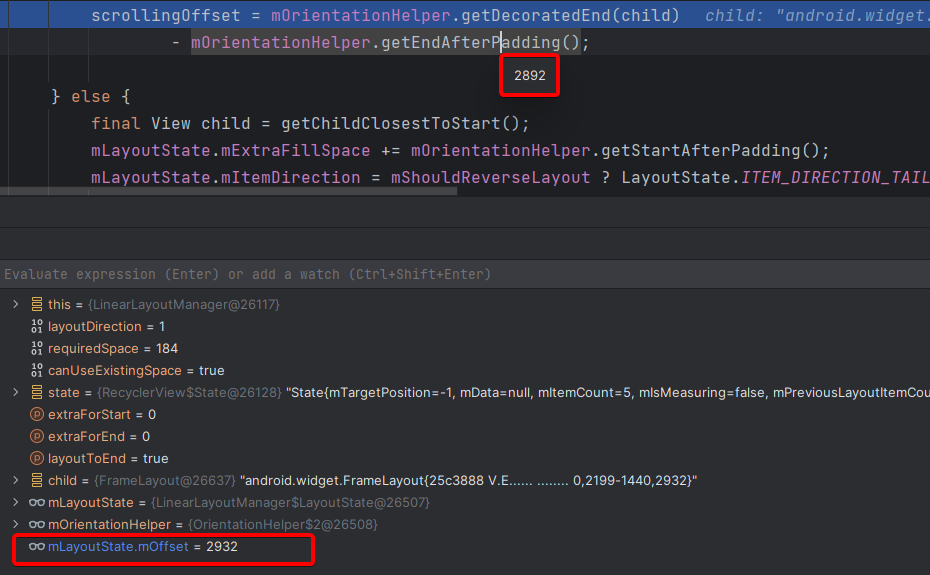 scrollingOffset = mOrientationHelper.getDecoratedEnd(child)   child: "android.widget.
- mOrientationHelper.getEndAfterPadding();
2892
} else {
final View child = getChildClosestToStart();
mLayoutState.mExtraFillSpace += mOrientationHelper.getStartAfterPadding();
mLayoutState.mItemDirection = mShouldReverseLayout ? LayoutState.ITEM_DIRECTION_TAIL
Evaluate expression (Enter) or add a watch (Ctrl+Shift+Enter)
this = {LinearLayoutManager@26117}
layoutDirection = 1
requiredSpace = 184
canUseExistingSpace = true
state = {RecyclerView$State@26128} "State{mTargetPosition=-1, mData=null, mItemCount=5, mIsMeasuring=false, mPreviousLayoutItemCou
extraForStart = 0
extraForEnd = 0
layoutToEnd = true
child = {FrameLayout@26637} "android.widget.FrameLayout{25c3888 V.E...... ........ 0,2199-1440,2932}"
mLayoutState = {LinearLayoutManager$LayoutState@26507}
mOrientationHelper = {OrientationHelper$2@26508}
mLayoutState.mOffset = 2932